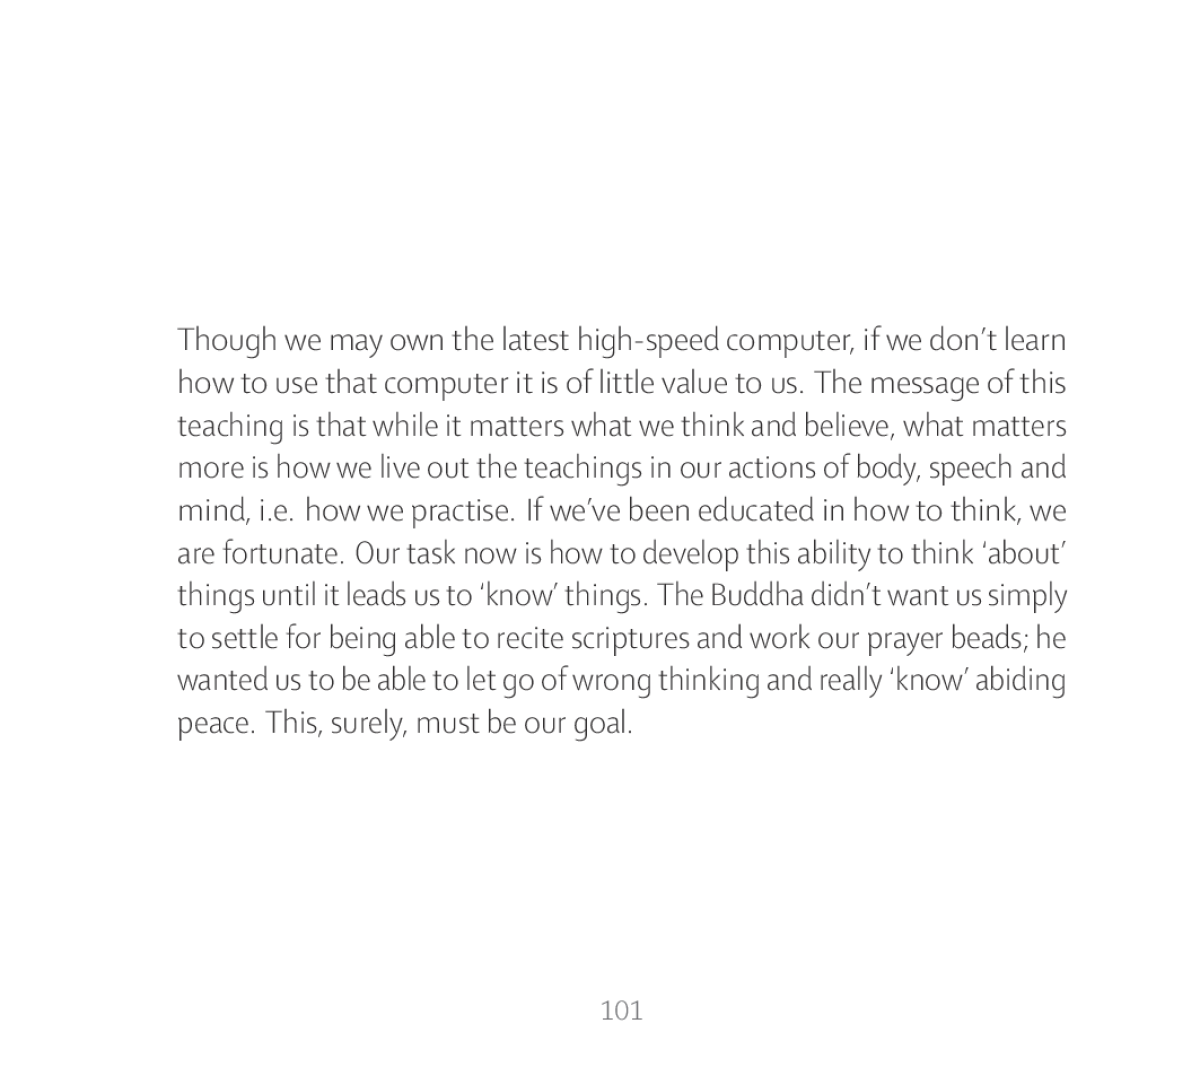 Though we may own the latest high-speed computer, if we don’t learn
how to use that computer it is of little value to us. The message of this
teaching is that while it matters what we think and believe, what matters
more is how we live out the teachings in our actions of body, speech and
mind, i.e. how we practise. If we’ve been educated in how to think, we
are fortunate. Our task now is how to develop this ability to think ‘about’
things until it leads us to ‘know’ things. The Buddha didn’t want us simply
to settle for being able to recite scriptures and work our prayer beads; he
wanted us to be able to let go of wrong thinking and really ‘know’ abiding
peace. This, surely, must be our goal.
101